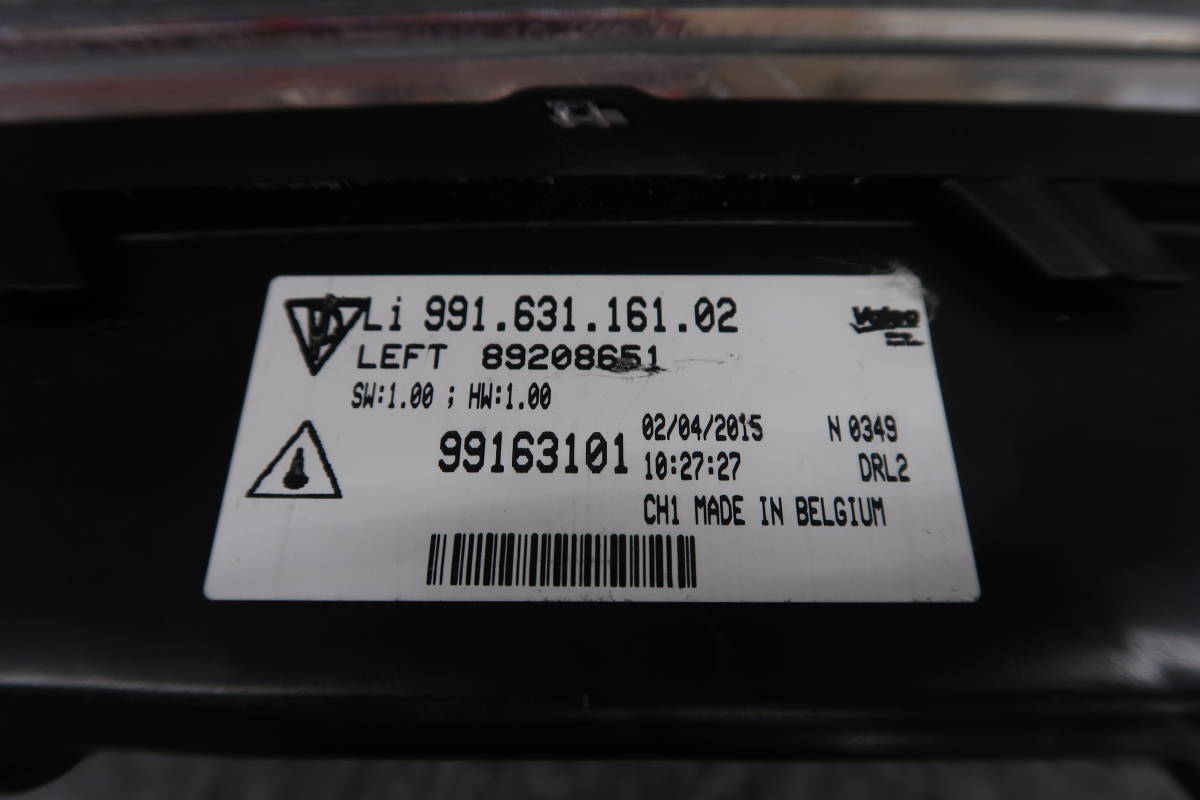 Li 991.631.161.02
Valeo
LEFT 89208651
SW:1.00 ; HW:1.00
99163101
02/04/2015 N 0349
10:27:27 DRL2
CH1 MADE IN BELGIUM